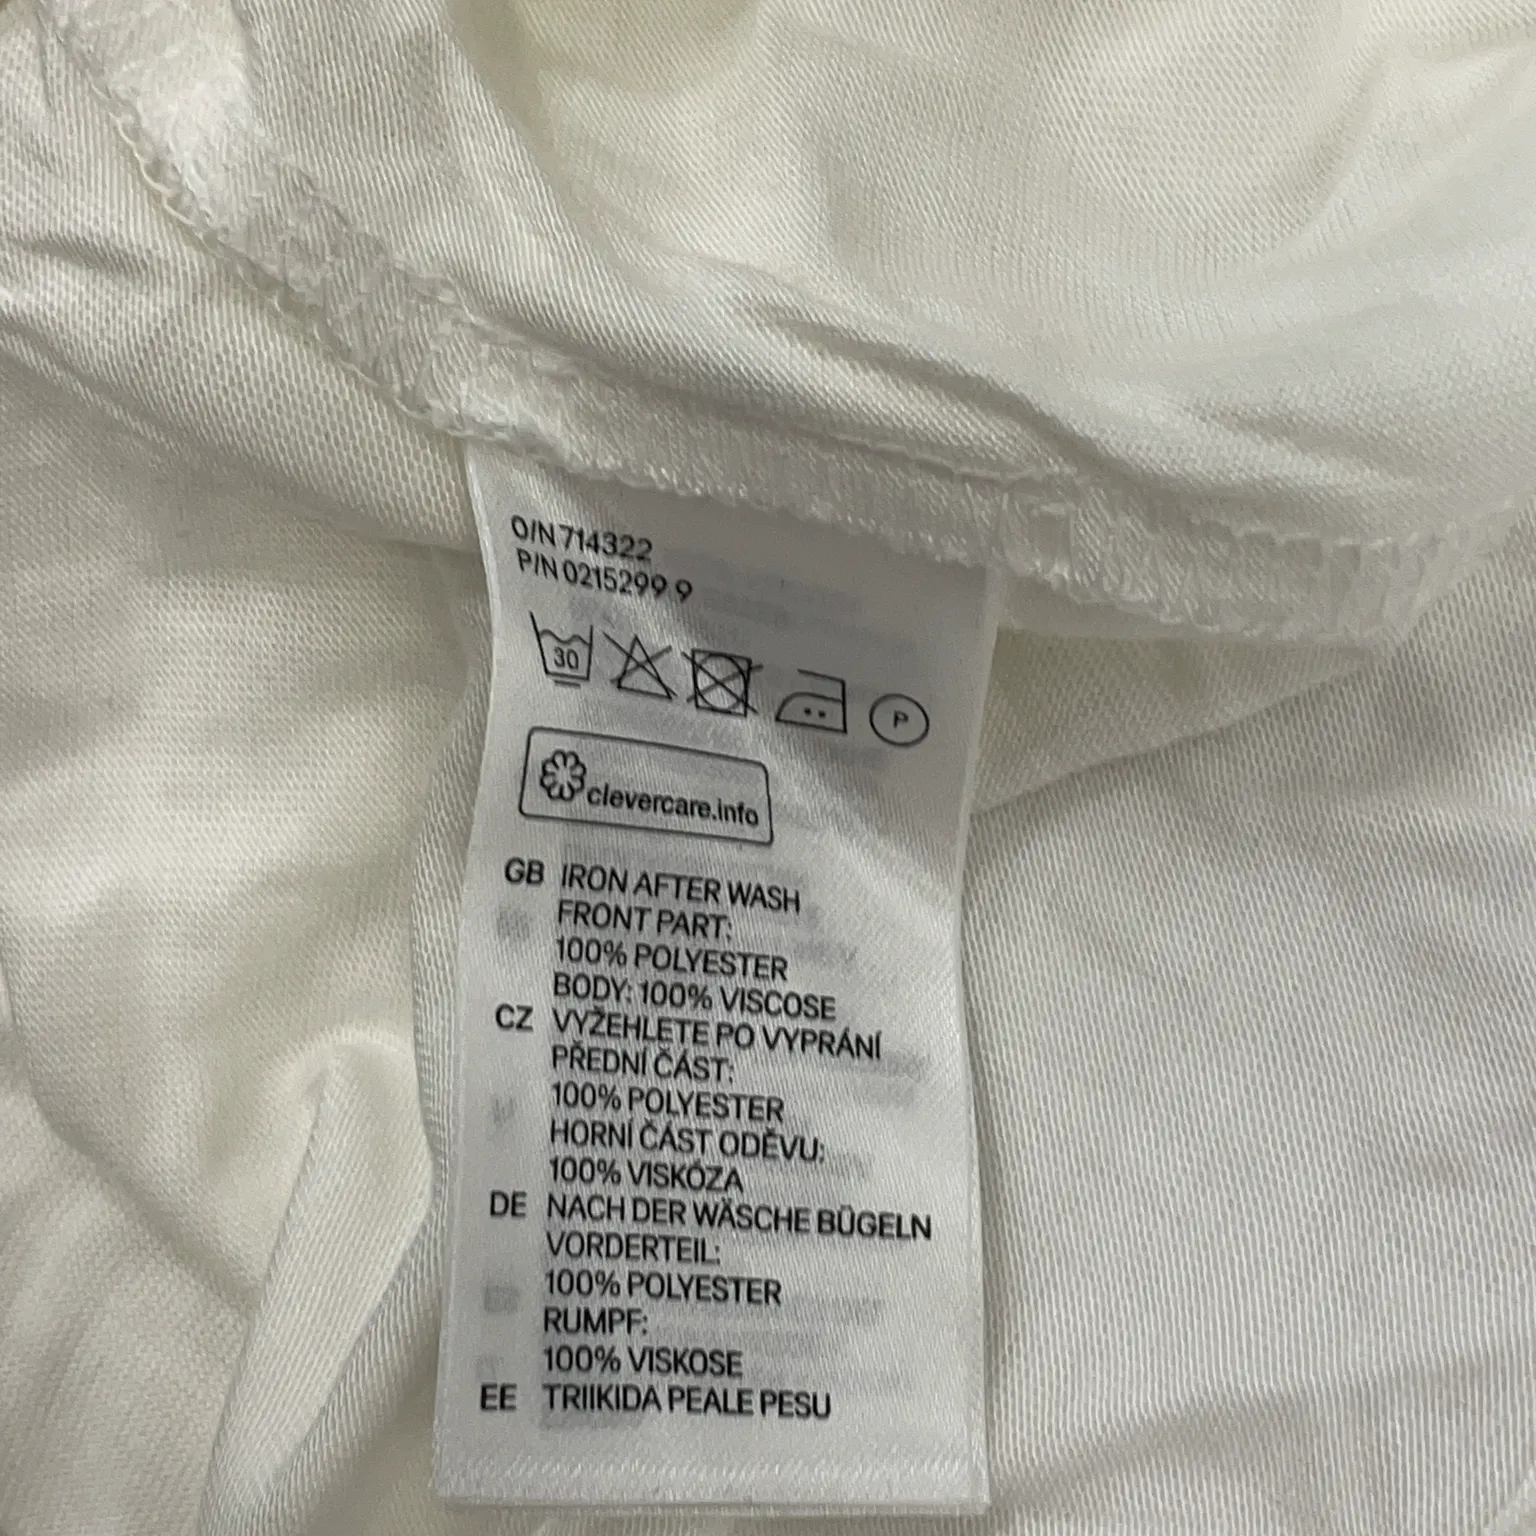 O/N 714322
P/N 0215299 9
30
P
clevercare.info
GB IRON AFTER WASH
FRONT PART:
100% POLYESTER
BODY: 100% VISCOSE
CZ VYŽEHLETE PO VYPRÁNÍ
PŘEDNÍ ČÁST:
100% POLYESTER
HORNÍ ČÁST ODĚVU:
100% VISKÓZA
DE NACH DER WÄSCHE BÜGELN
VORDERTEIL:
100% POLYESTER
RUMPF:
100% VISKOSE
EE TRIIKIDA PEALE PESU